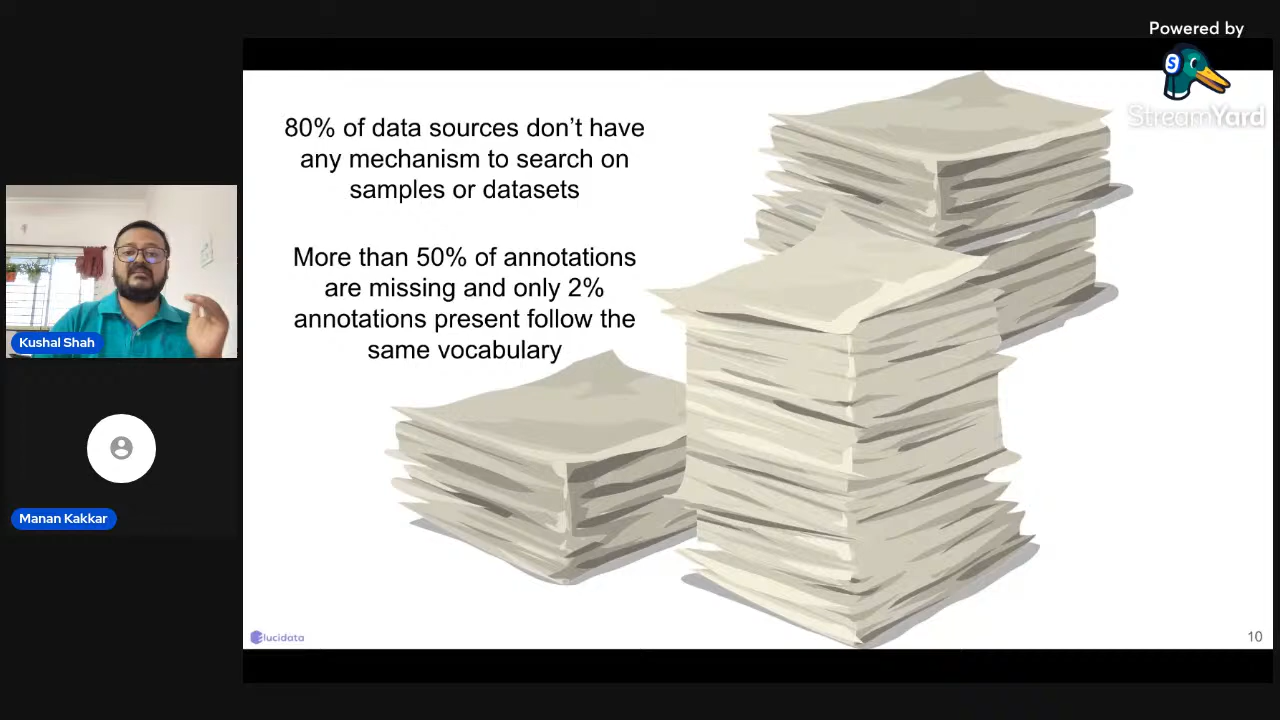 Powered by
S
StreamYard
80% of data sources don’t have
any mechanism to search on
samples or datasets
More than 50% of annotations
are missing and only 2%
annotations present follow the
same vocabulary
Kushal Shah
Manan Kakkar
Elucidata
10